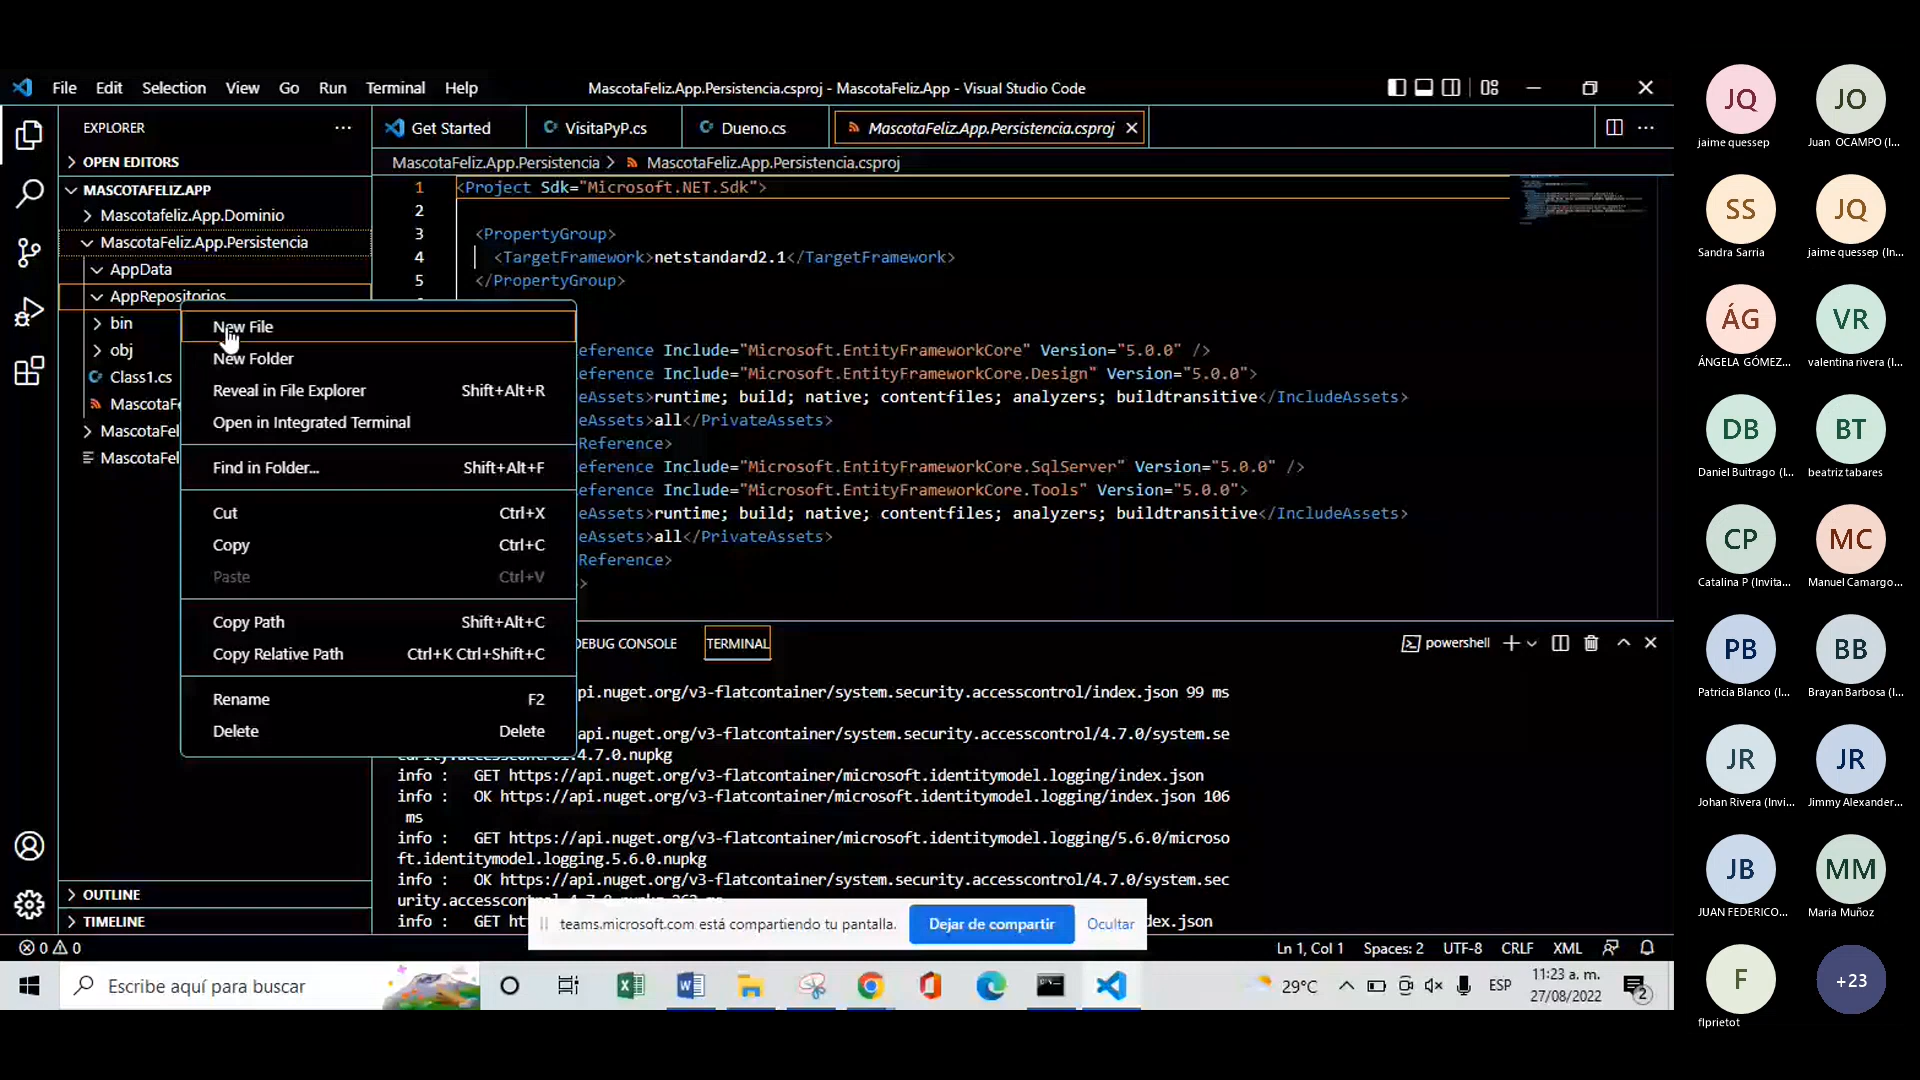 File Edit Selection View Go Run Terminal Help
MascotaFeliz.App.Persistencia.csproj - MascotaFeliz.App - Visual Studio Code
EXPLORER
OPEN EDITORS
MASCOTAFELIZ.APP
Mascotafeliz.App.Dominio
MascotaFeliz.App.Persistencia
AppData
AppRepositorios
bin
obj
Class1.cs
MascotaFe
MascotaFel
MascotaFel
OUTLINE
TIMELINE
New File
New Folder
Reveal in File Explorer Shift+Alt+R
Open in Integrated Terminal
Find in Folder... Shift+Alt+F
Cut Ctrl+X
Copy Ctrl+C
Paste Ctrl+V
Copy Path Shift+Alt+C
Copy Relative Path Ctrl+K Ctrl+Shift+C
Rename F2
Delete Delete
Get Started VisitaPyP.cs Dueno.cs MascotaFeliz.App.Persistencia.csproj
MascotaFeliz.App.Persistencia > MascotaFeliz.App.Persistencia.csproj
1 <Project Sdk="Microsoft.NET.Sdk">
2
3 <PropertyGroup>
4 <TargetFramework>netstandard2.1</TargetFramework>
5 </PropertyGroup>
eference Include="Microsoft.EntityFrameworkCore" Version="5.0.0" />
eference Include="Microsoft.EntityFrameworkCore.Design" Version="5.0.0">
eAssets>runtime; build; native; contentfiles; analyzers; buildtransitive</IncludeAssets>
eAssets>all</PrivateAssets>
Reference>
eference Include="Microsoft.EntityFrameworkCore.SqlServer" Version="5.0.0" />
eference Include="Microsoft.EntityFrameworkCore.Tools" Version="5.0.0">
eAssets>runtime; build; native; contentfiles; analyzers; buildtransitive</IncludeAssets>
eAssets>all</PrivateAssets>
Reference>
>
DEBUG CONSOLE TERMINAL powershell
pi.nuget.org/v3-flatcontainer/system.security.accesscontrol/index.json 99 ms
api.nuget.org/v3-flatcontainer/system.security.accesscontrol/4.7.0/system.se
curity.accesscontrol.4.7.0.nupkg
info : GET https://api.nuget.org/v3-flatcontainer/microsoft.identitymodel.logging/index.json
info : OK https://api.nuget.org/v3-flatcontainer/microsoft.identitymodel.logging/index.json 106
ms
info : GET https://api.nuget.org/v3-flatcontainer/microsoft.identitymodel.logging/5.6.0/microso
ft.identitymodel.logging.5.6.0.nupkg
info : OK https://api.nuget.org/v3-flatcontainer/system.security.accesscontrol/4.7.0/system.sec
urity.accesscontrol
info : GET ht dex.json
teams.microsoft.com está compartiendo tu pantalla. Dejar de compartir Ocultar
0 0 Ln 1, Col 1 Spaces: 2 UTF-8 CRLF XML
Escribe aquí para buscar
29°C ESP 11:23 a. m.
27/08/2022 2
JQ JO
jaime quessep Juan OCAMPO (I...
SS JQ
Sandra Sarria jaime quessep (In...
ÁG VR
ÁNGELA GÓMEZ... valentina rivera (I...
DB BT
Daniel Buitrago (I... beatriz tabares
CP MC
Catalina P (Invita... Manuel Camargo...
PB BB
Patricia Blanco (I... Brayan Barbosa (I...
JR JR
Johan Rivera (Invi... Jimmy Alexander...
JB MM
JUAN FEDERICO... Maria Muñoz
F +23
flprietot